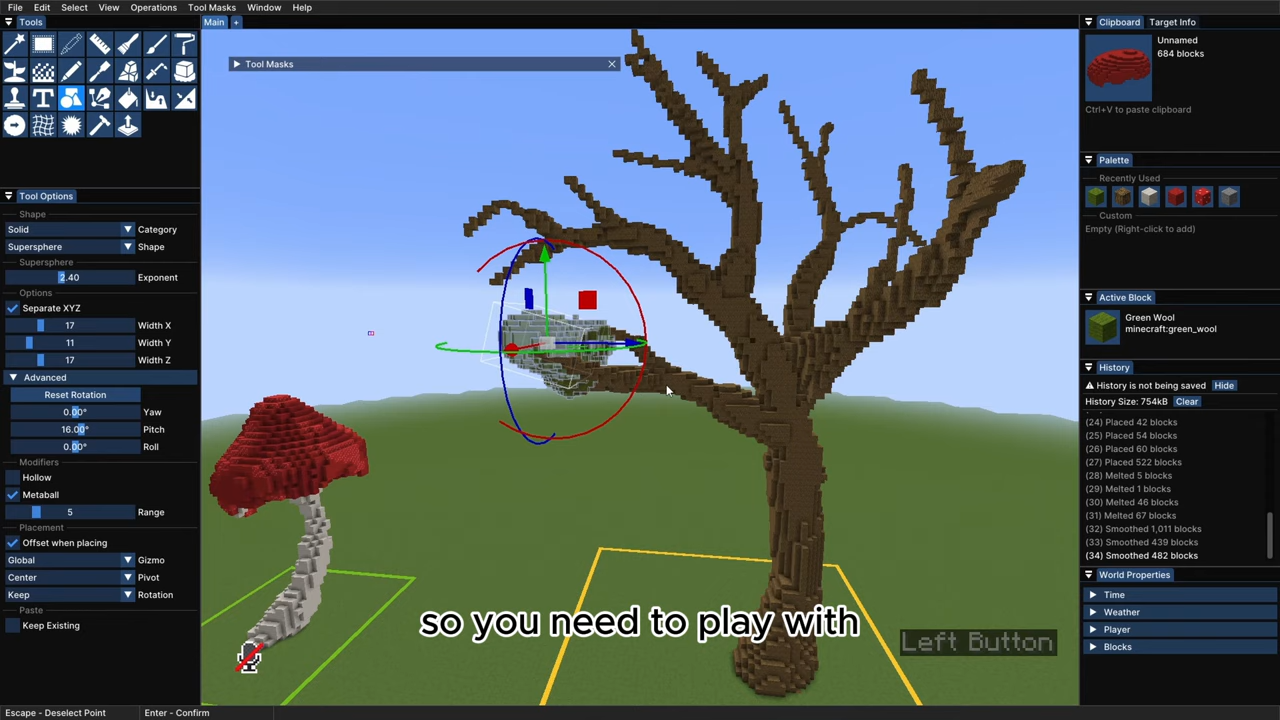 File Edit Select View Operations Tool Masks Window Help
Tools
Main +
Tool Masks
Tool Options
Shape
Solid Category
Supersphere Shape
Supersphere
2.40 Exponent
Options
Separate XYZ
17 Width X
11 Width Y
17 Width Z
Advanced
Reset Rotation
0.00° Yaw
16.00° Pitch
0.00° Roll
Modifiers
Hollow
Metaball
5 Range
Placement
Offset when placing
Global Gizmo
Center Pivot
Keep Rotation
Paste
Keep Existing
so you need to play with
Left Button
Clipboard Target Info
Unnamed
684 blocks
Ctrl+V to paste clipboard
Palette
Recently Used
Custom
Empty (Right-click to add)
Active Block
Green Wool
minecraft:green_wool
History
History is not being saved Hide
History Size: 754kB Clear
(24) Placed 42 blocks
(25) Placed 54 blocks
(26) Placed 60 blocks
(27) Placed 522 blocks
(28) Melted 5 blocks
(29) Melted 1 blocks
(30) Melted 46 blocks
(31) Melted 67 blocks
(32) Smoothed 1,011 blocks
(33) Smoothed 439 blocks
(34) Smoothed 482 blocks
World Properties
Time
Weather
Player
Blocks
Escape - Deselect Point Enter - Confirm